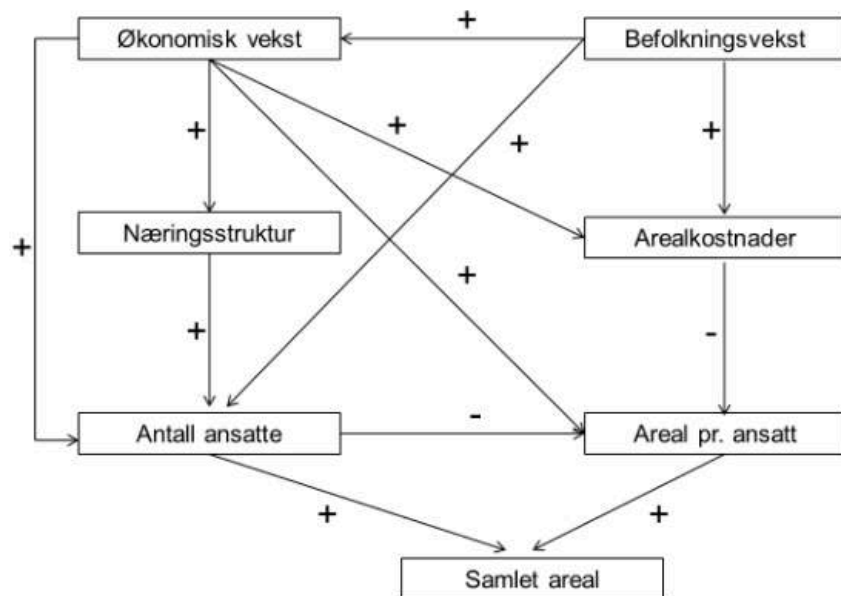 Økonomisk vekst
+
Befolkningsvekst
+
+
+
+
+
Næringsstruktur
Arealkostnader
+
+
+
-
Antall ansatte
-
Areal pr. ansatt
+
+
Samlet areal